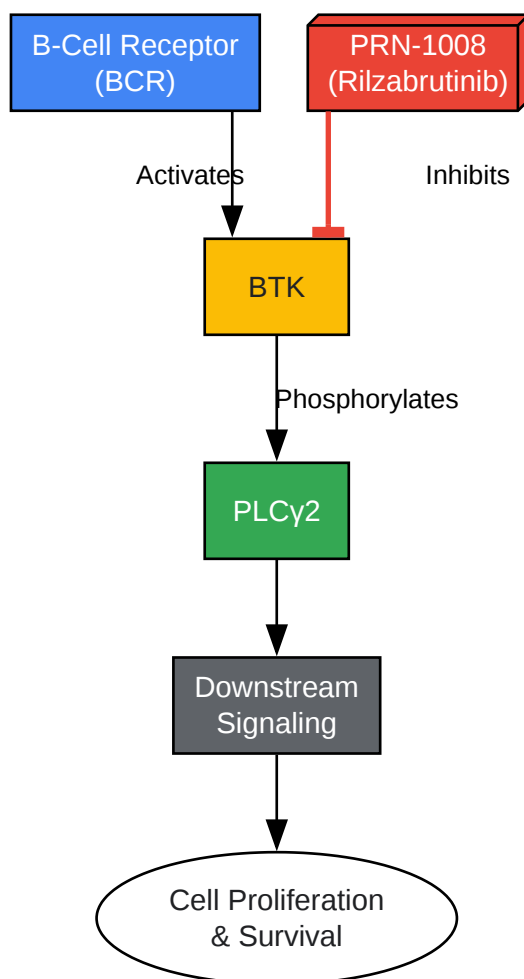 B-Cell Receptor
(BCR)
PRN-1008
(Rilzabrutinib)
Activates
Inhibits
BTK
Phosphorylates
PLCγ2
Downstream
Signaling
Cell Proliferation
& Survival